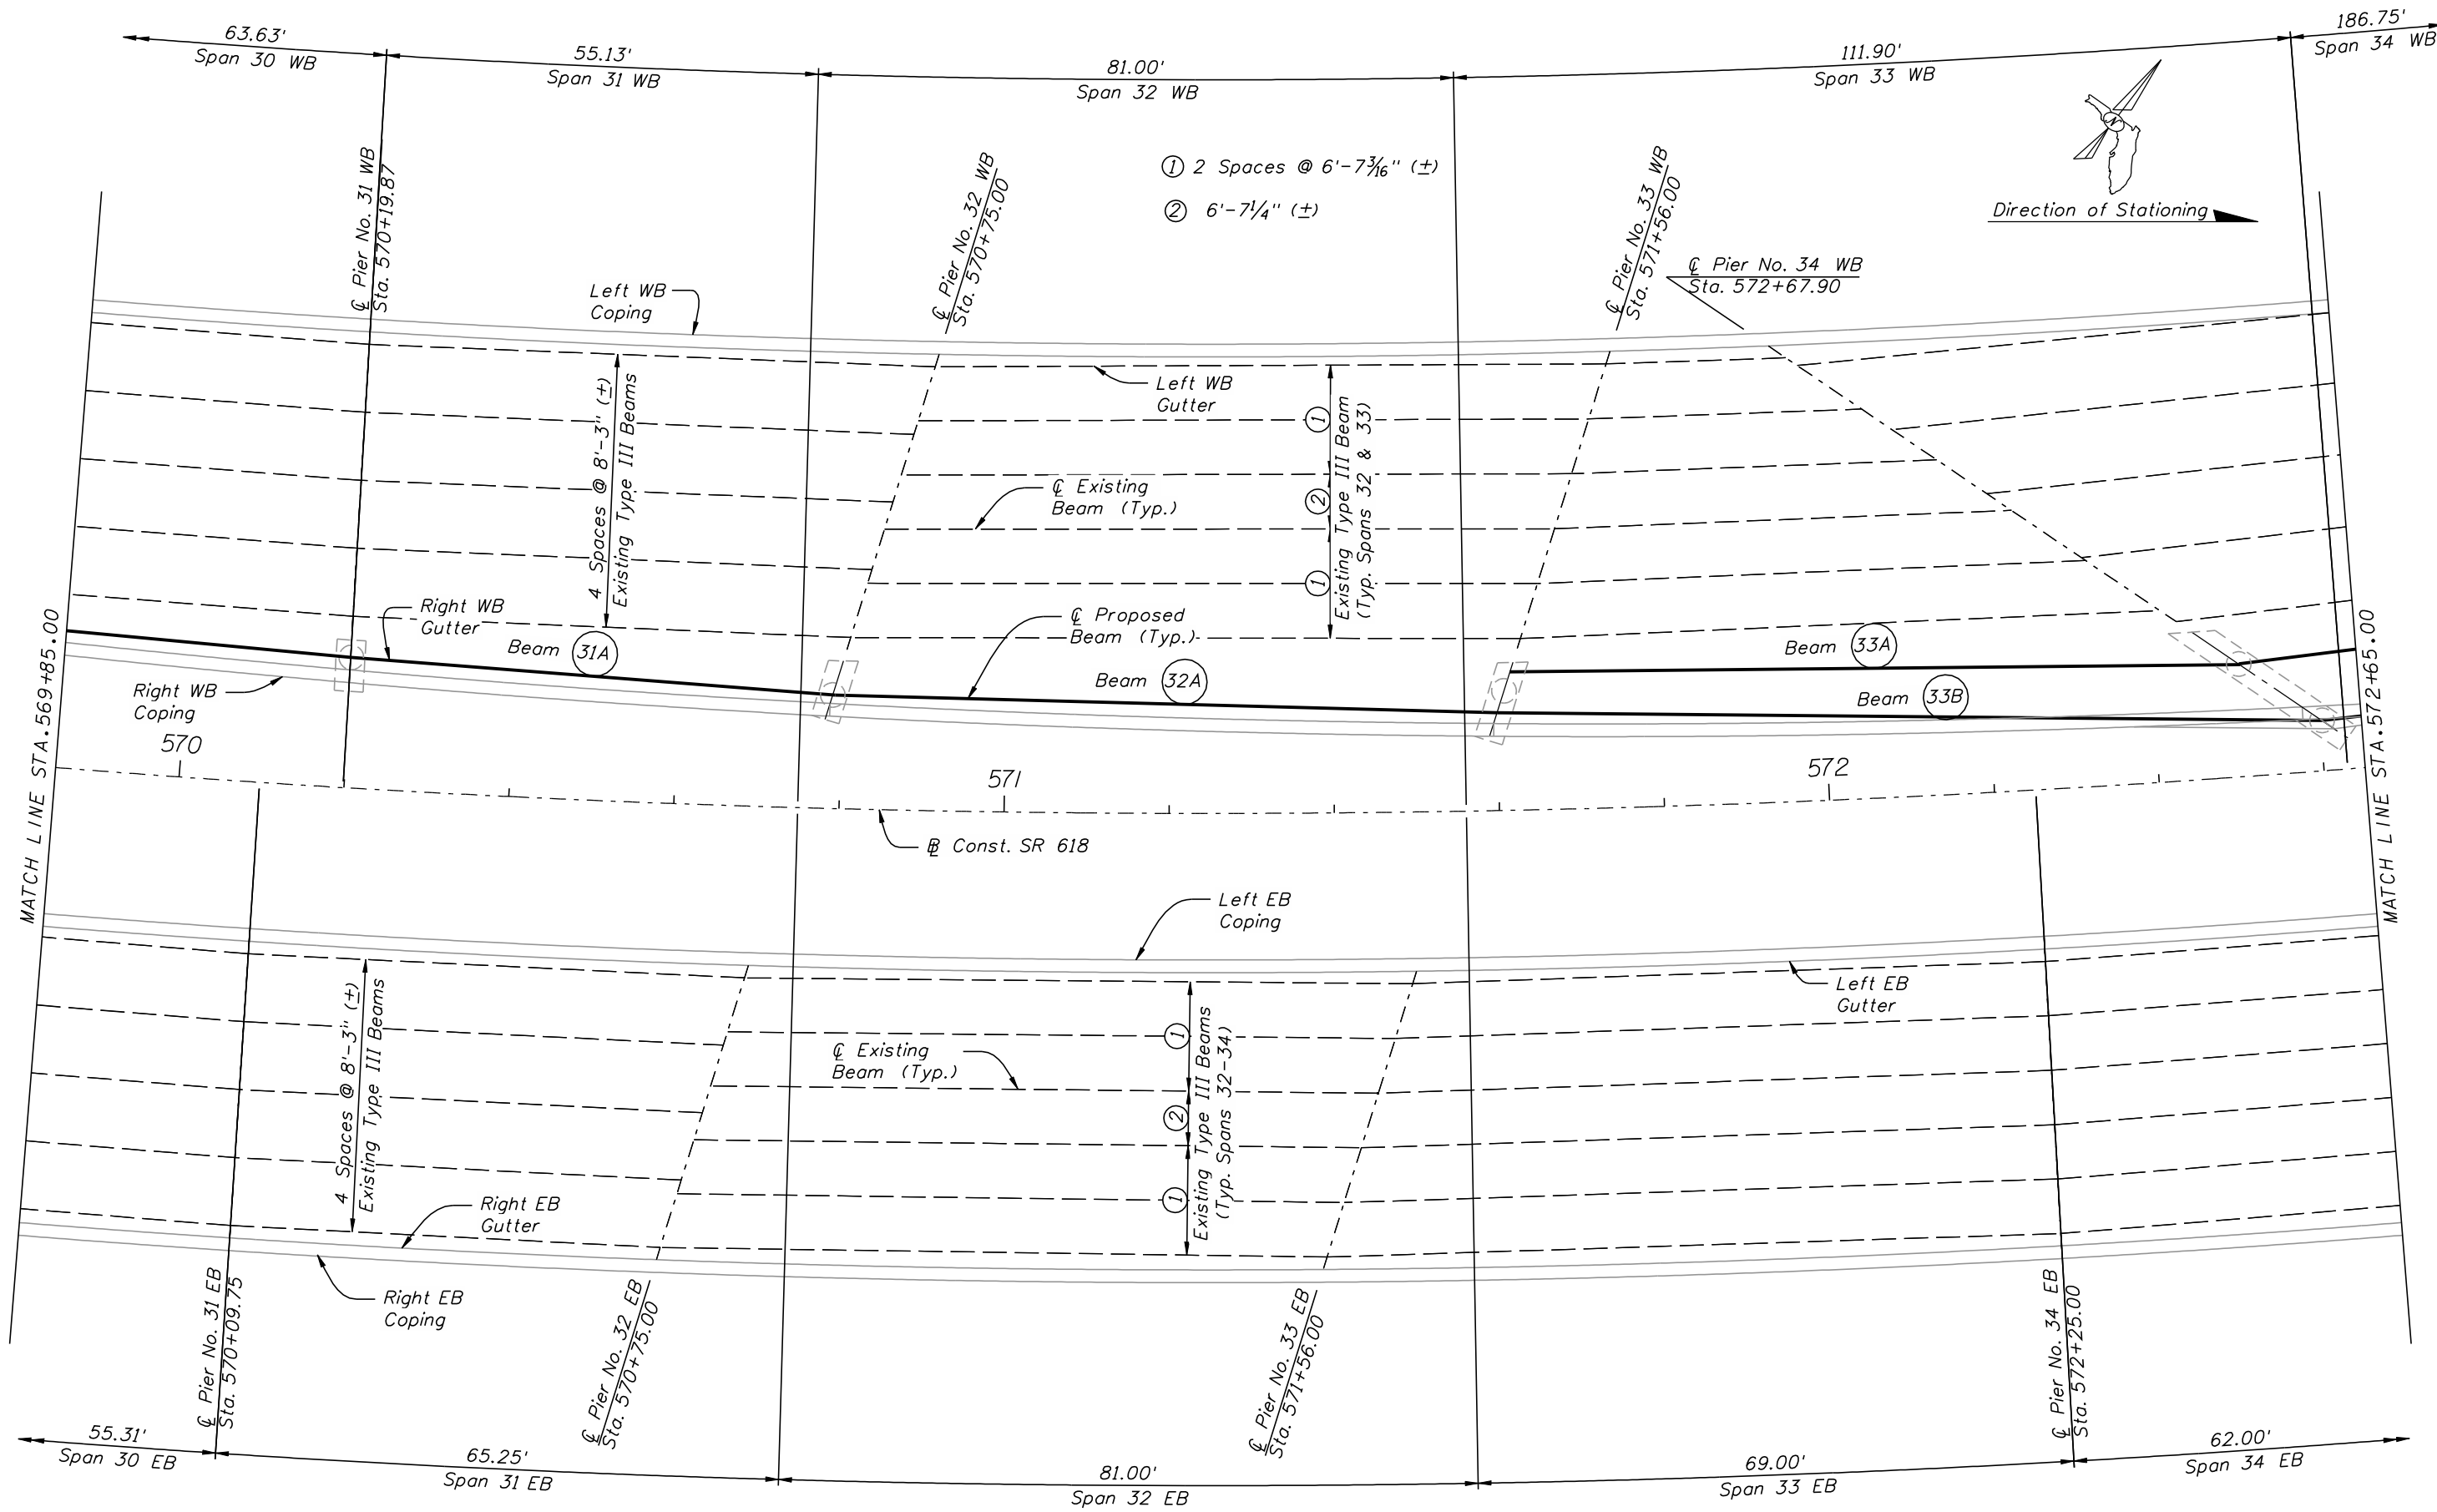 63.63'
Span 30 WB
55.13'
Span 31 WB
81.00'
Span 32 WB
111.90'
Span 33 WB
186.75'
Span 34 WB
℄ Pier No. 31 WB
Sta. 570+19.87
℄ Pier No. 32 WB
Sta. 570+75.00
① 2 Spaces @ 6'-7 3/16" (±)
② 6'-7 1/4" (±)
℄ Pier No. 33 WB
Sta. 571+56.00
N
Direction of Stationing
℄ Pier No. 34 WB
Sta. 572+67.90
Left WB
Coping
Left WB
Gutter
4 Spaces @ 8'-3" (±)
Existing Type III Beams
①
②
①
Existing Type III Beam
(Typ. Spans 32 & 33)
℄ Existing
Beam (Typ.)
℄ Proposed
Beam (Typ.)
Right WB
Gutter
Beam 31A
Beam 32A
Beam 33A
Beam 33B
Right WB
Coping
MATCH LINE STA. 569+85.00
MATCH LINE STA. 572+65.00
570
571
572
℄ Const. SR 618
Left EB
Coping
Left EB
Gutter
4 Spaces @ 8'-3" (±)
Existing Type III Beams
℄ Existing
Beam (Typ.)
①
②
①
Existing Type III Beams
(Typ. Spans 32-34)
Right EB
Gutter
Right EB
Coping
℄ Pier No. 31 EB
Sta. 570+09.75
℄ Pier No. 32 EB
Sta. 570+75.00
℄ Pier No. 33 EB
Sta. 571+56.00
℄ Pier No. 34 EB
Sta. 572+25.00
55.31'
Span 30 EB
65.25'
Span 31 EB
81.00'
Span 32 EB
69.00'
Span 33 EB
62.00'
Span 34 EB